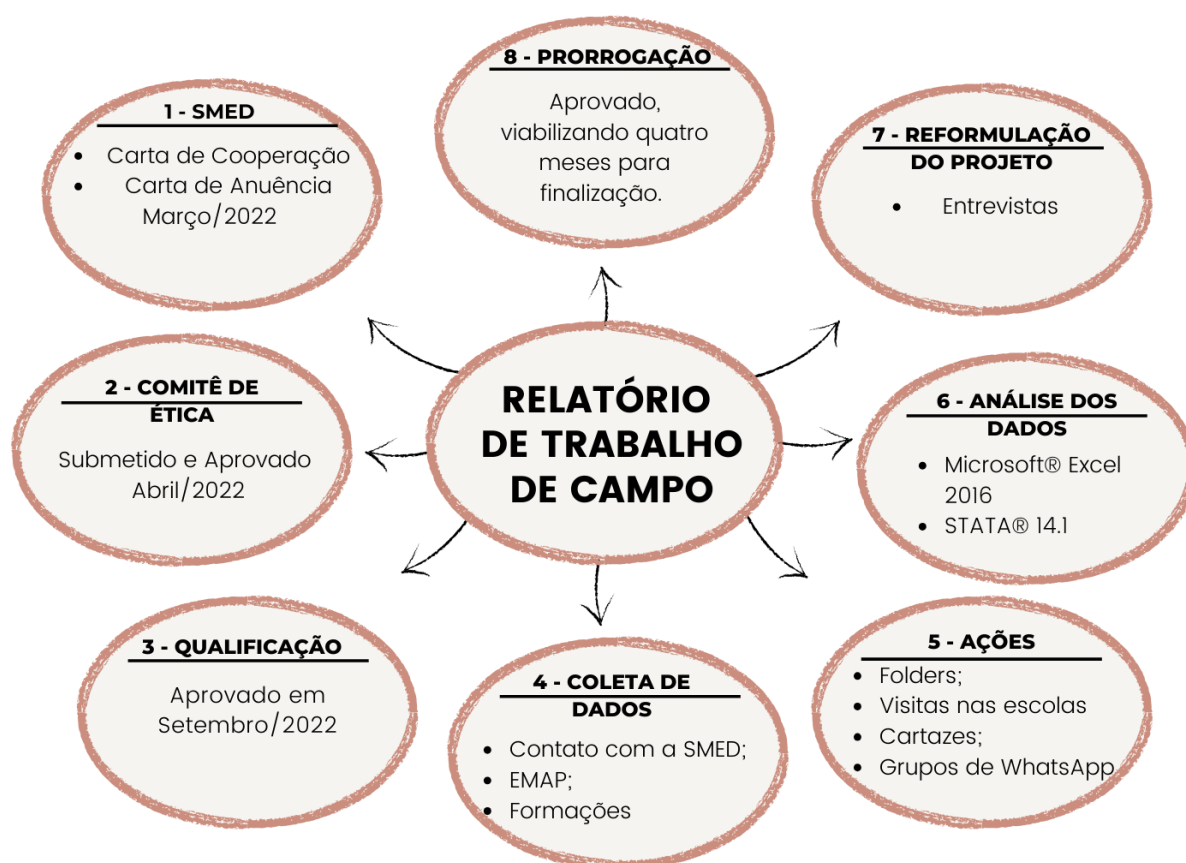 1 - SMED
• Carta de Cooperação
• Carta de Anuência
Março/2022
2 - COMITÊ DE
ÉTICA
Submetido e Aprovado
Abril/2022
3 - QUALIFICAÇÃO
Aprovado em
Setembro/2022
4 - COLETA DE
DADOS
• Contato com a SMED;
• EMAP;
• Formações
5 - AÇÕES
• Folders;
• Visitas nas escolas
• Cartazes;
• Grupos de WhatsApp
6 - ANÁLISE DOS
DADOS
• Microsoft® Excel
2016
• STATA® 14.1
7 - REFORMULAÇÃO
DO PROJETO
• Entrevistas
8 - PRORROGAÇÃO
Aprovado,
viabilizando quatro
meses para
finalização.
RELATÓRIO
DE TRABALHO
DE CAMPO